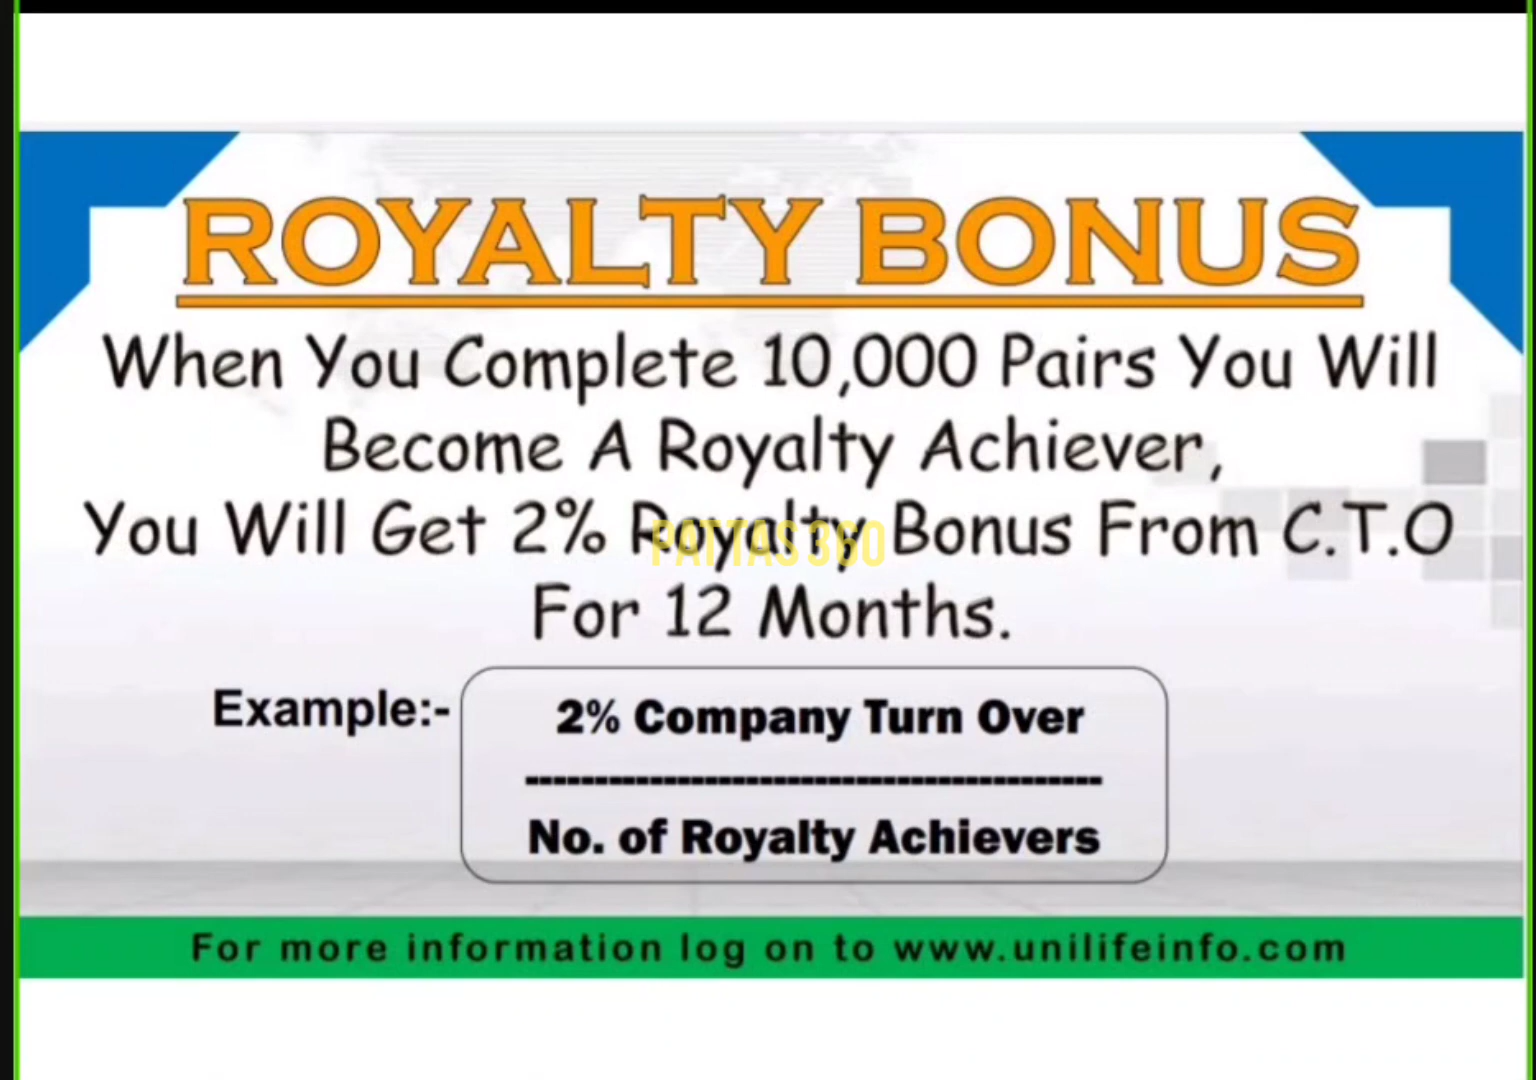 ROYALTY BONUS
When You Complete 10,000 Pairs You Will
Become A Royalty Achiever,
You Will Get 2% Royalty Bonus From C.T.O
PATTAS 360
For 12 Months.
Example:-
2% Company Turn Over
---------------------------------------------
No. of Royalty Achievers
For more information log on to www.unilifeinfo.com